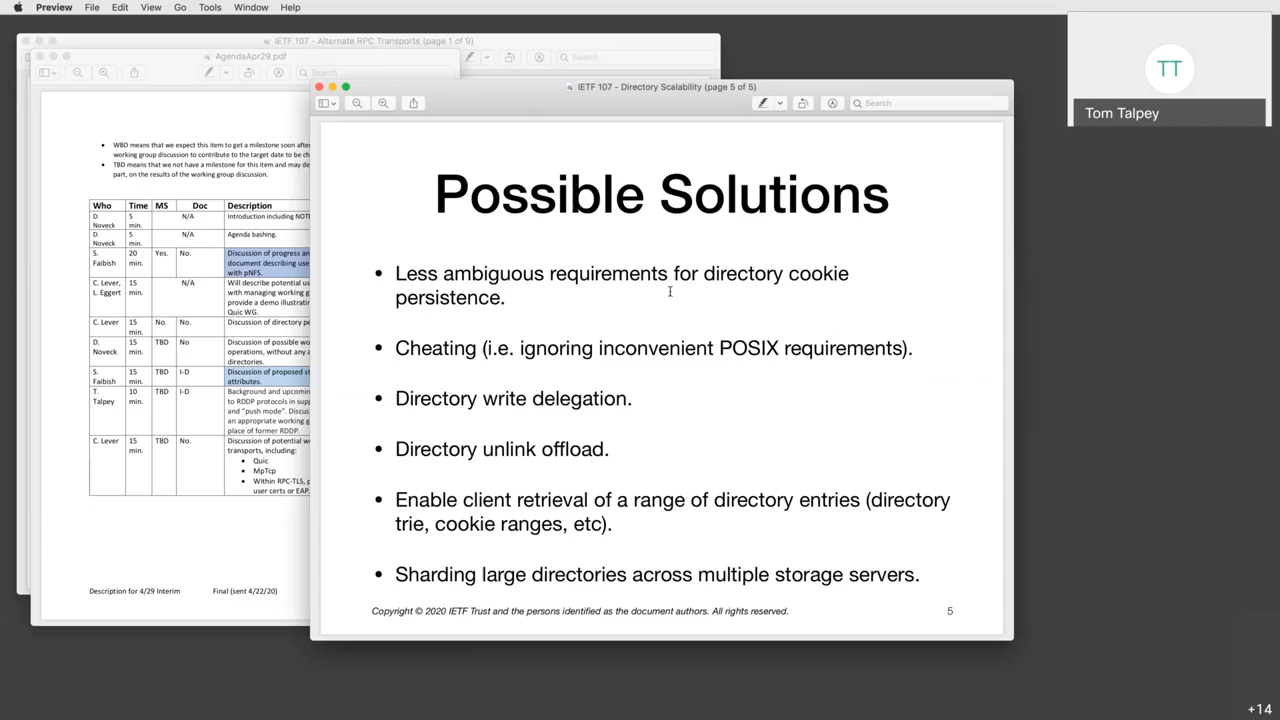 Preview File Edit View Go Tools Window Help
IETF 107 - Alternate RPC Transports (page 1 of 9)
AgendaApr29.pdf
Search
Search
IETF 107 - Directory Scalability (page 5 of 5)
Search
TT
Tom Talpey
• WBD means that we expect this item to get a milestone soon afte
working group discussion to contribute to the target date to be ch
• TBD means that we not have a milestone for this item and may de
part, on the results of the working group discussion.
Who Time MS Doc Description
D. Noveck 5 min. N/A Introduction including NOT
D. Noveck 5 min. N/A Agenda bashing.
S. Faibish 20 min. Yes. No. Discussion of progress an
document describing use
with pNFS.
C. Lever, L. Eggert 15 min. N/A Will describe potential us
with managing working g
provide a demo illustratin
Quic WG.
C. Lever 15 min. No. No. Discussion of directory pe
D. Noveck 15 min. TBD No Discussion of possible wo
operations, without any a
directories.
S. Faibish 15 min. TBD I-D Discussion of proposed st
attributes.
T. Talpey 10 min. TBD I-D Background and upcomin
to RDDP protocols in supp
and "push mode". Discus
an appropriate working g
place of former RDDP.
C. Lever 15 min. TBD No. Discussion of potential w
transports, including:
• Quic
• MpTcp
• Within RPC-TLS, p
user certs or EAP.
Description for 4/29 Interim Final (sent 4/22/20)
Possible Solutions
• Less ambiguous requirements for directory cookie
persistence.
• Cheating (i.e. ignoring inconvenient POSIX requirements).
• Directory write delegation.
• Directory unlink offload.
• Enable client retrieval of a range of directory entries (directory
trie, cookie ranges, etc).
• Sharding large directories across multiple storage servers.
Copyright © 2020 IETF Trust and the persons identified as the document authors. All rights reserved. 5
+14